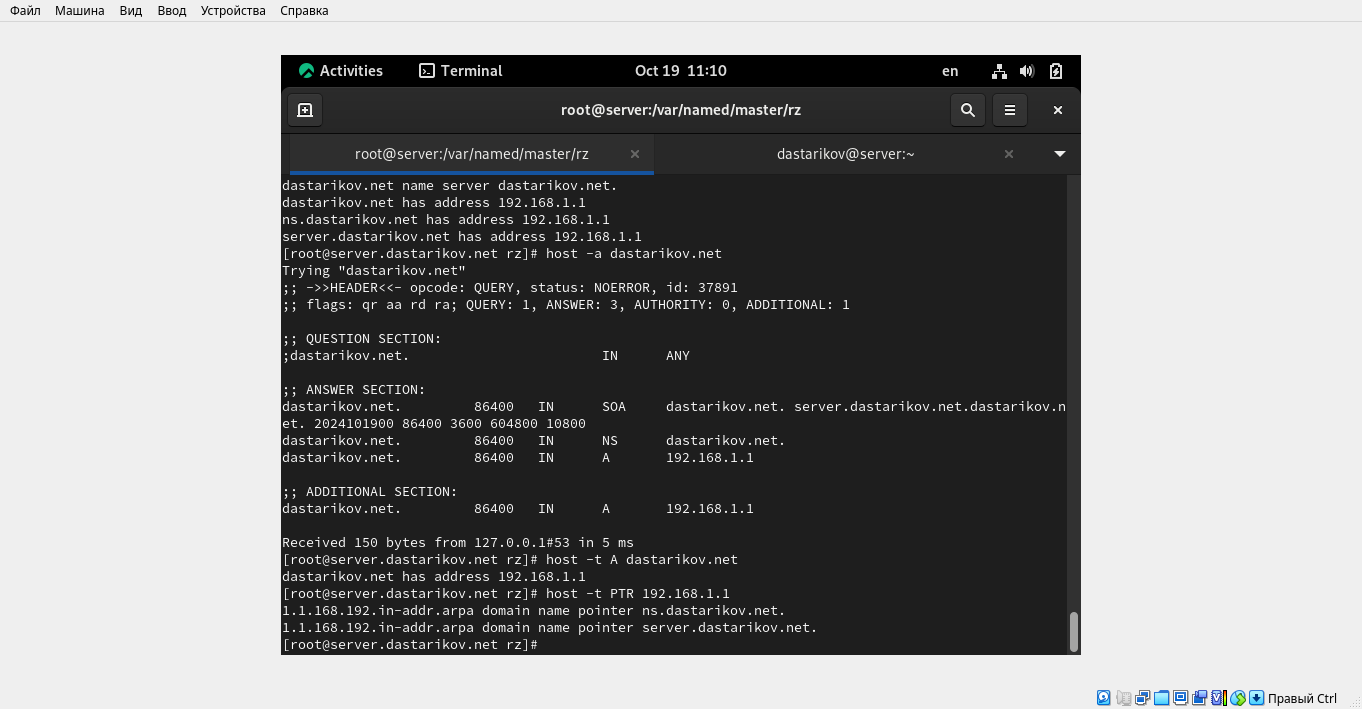 Файл Машина Вид Ввод Устройства Справка
Activities Terminal Oct 19 11:10 en
root@server:/var/named/master/rz
root@server:/var/named/master/rz dastarikov@server:~
dastarikov.net name server dastarikov.net.
dastarikov.net has address 192.168.1.1
ns.dastarikov.net has address 192.168.1.1
server.dastarikov.net has address 192.168.1.1
[root@server.dastarikov.net rz]# host -a dastarikov.net
Trying "dastarikov.net"
;; ->>HEADER<<- opcode: QUERY, status: NOERROR, id: 37891
;; flags: qr aa rd ra; QUERY: 1, ANSWER: 3, AUTHORITY: 0, ADDITIONAL: 1
;; QUESTION SECTION:
;dastarikov.net. IN ANY
;; ANSWER SECTION:
dastarikov.net. 86400 IN SOA dastarikov.net. server.dastarikov.net.dastarikov.n
et. 2024101900 86400 3600 604800 10800
dastarikov.net. 86400 IN NS dastarikov.net.
dastarikov.net. 86400 IN A 192.168.1.1
;; ADDITIONAL SECTION:
dastarikov.net. 86400 IN A 192.168.1.1
Received 150 bytes from 127.0.0.1#53 in 5 ms
[root@server.dastarikov.net rz]# host -t A dastarikov.net
dastarikov.net has address 192.168.1.1
[root@server.dastarikov.net rz]# host -t PTR 192.168.1.1
1.1.168.192.in-addr.arpa domain name pointer ns.dastarikov.net.
1.1.168.192.in-addr.arpa domain name pointer server.dastarikov.net.
[root@server.dastarikov.net rz]#
Правый Ctrl